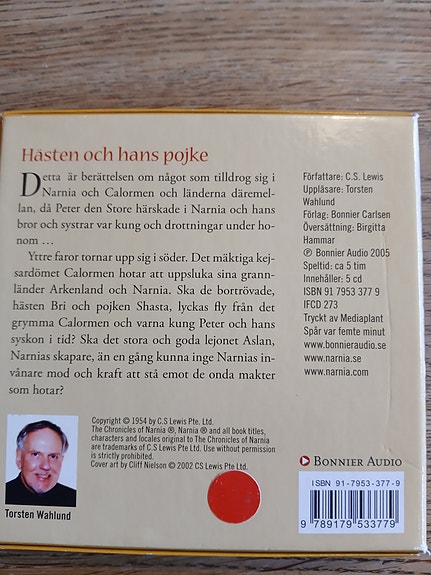 Hästen och hans pojke
Detta är berättelsen om något som tilldrog sig i
Narnia och Calormen och länderna däremel-
lan, då Peter den Store härskade i Narnia och hans
bror och systrar var kung och drottningar under ho-
nom …
Yttre faror tornar upp sig i söder. Det mäktiga kej-
sardömet Calormen hotar att uppsluka sina grann-
länder Arkenland och Narnia. Ska de bortrövade,
hästen Bri och pojken Shasta, lyckas fly från det
grymma Calormen och varna kung Peter och hans
syskon i tid? Ska det stora och goda lejonet Aslan,
Narnias skapare, än en gång kunna inge Narnias in-
vånare mod och kraft att stå emot de onda makter
som hotar?
Författare: C.S. Lewis
Uppläsare: Torsten
Wahlund
Förlag: Bonnier Carlsen
Översättning: Birgitta
Hammar
℗ Bonnier Audio 2005
Speltid: ca 5 tim
Innehåller: 5 cd
ISBN 91 7953 377 9
IFCD 273
Tryckt av Mediaplant
Spår var femte minut
www.bonnieraudio.se
www.narnia.se
www.narnia.com
Copyright © 1954 by C.S Lewis Pte, Ltd.
The Chronicles of Narnia ®, Narnia ® and all book titles,
characters and locales original to The Chronicles of Narnia
are trademarks of C.S Lewis Pte Ltd. Use without permission
is strictly prohibited.
Cover art by Cliff Nielson © 2002 CS Lewis Pte Ltd.
Torsten Wahlund
BONNIER AUDIO
ISBN 91-7953-377-9
9 789179 533779